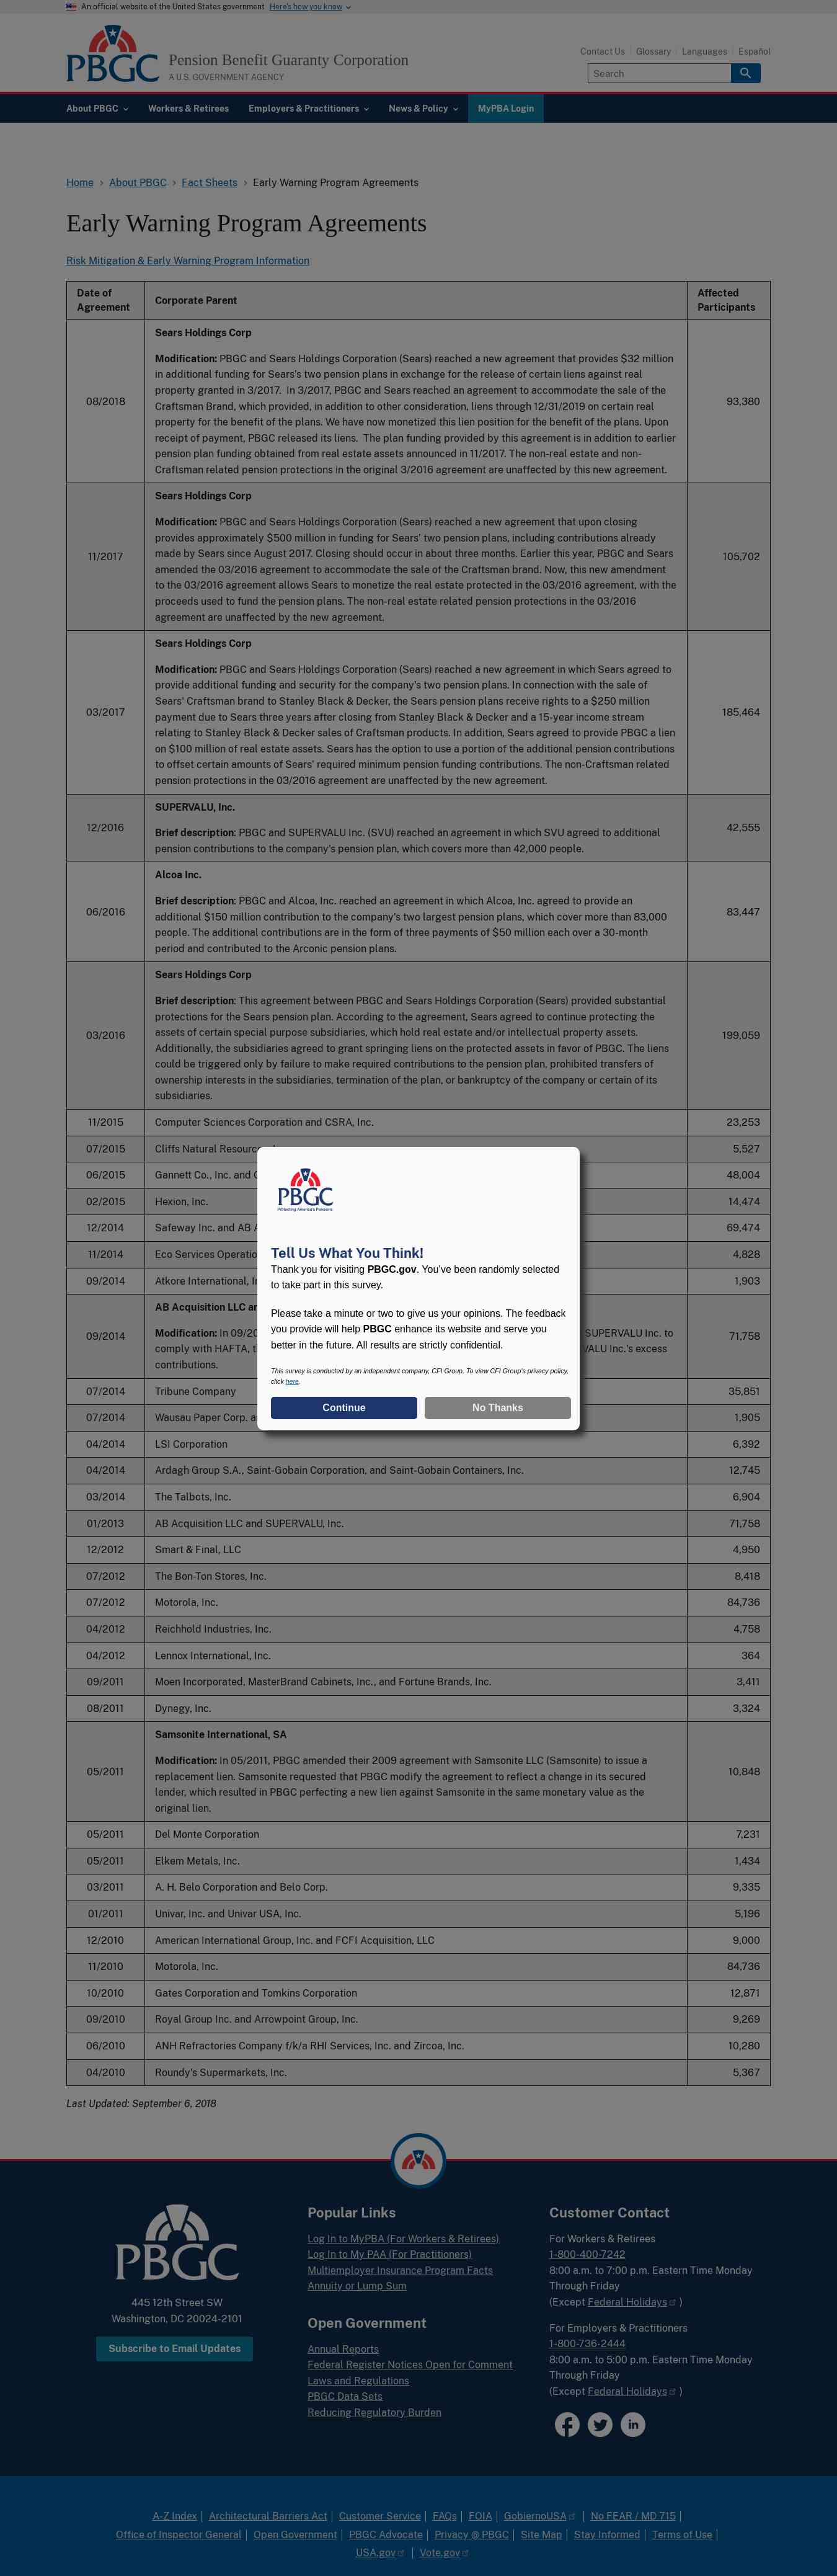 An official website of the United States government Here's how you know
PBGC
Pension Benefit Guaranty Corporation
A U.S. GOVERNMENT AGENCY
Contact Us Glossary Languages Español
Search
About PBGC Workers & Retirees Employers & Practitioners News & Policy MyPBA Login
Home > About PBGC > Fact Sheets > Early Warning Program Agreements
Early Warning Program Agreements
Risk Mitigation & Early Warning Program Information
Date of Agreement Corporate Parent Affected Participants
Sears Holdings Corp
Modification: PBGC and Sears Holdings Corporation (Sears) reached a new agreement that provides $32 million
in additional funding for Sears's two pension plans in exchange for the release of certain liens against real
property granted in 3/2017. In 3/2017, PBGC and Sears reached an agreement to accommodate the sale of the
08/2018 Craftsman Brand, which provided, in addition to other consideration, liens through 12/31/2019 on certain real 93,380
property for the benefit of the plans. We have now monetized this lien position for the benefit of the plans. Upon
receipt of payment, PBGC released its liens. The plan funding provided by this agreement is in addition to earlier
pension plan funding obtained from real estate assets announced in 11/2017. The non-real estate and non-
Craftsman related pension protections in the original 3/2016 agreement are unaffected by this new agreement.
Sears Holdings Corp
Modification: PBGC and Sears Holdings Corporation (Sears) reached a new agreement that upon closing
provides approximately $500 million in funding for Sears' two pension plans, including contributions already
11/2017 made by Sears since August 2017. Closing should occur in about three months. Earlier this year, PBGC and Sears 105,702
amended the 03/2016 agreement to accommodate the sale of the Craftsman brand. Now, this new amendment
to the 03/2016 agreement allows Sears to monetize the real estate protected in the 03/2016 agreement, with the
proceeds used to fund the pension plans. The non-real estate related pension protections in the 03/2016
agreement are unaffected by the new agreement.
Sears Holdings Corp
Modification: PBGC and Sears Holdings Corporation (Sears) reached a new agreement in which Sears agreed to
provide additional funding and security for the company's two pension plans. In connection with the sale of
Sears' Craftsman brand to Stanley Black & Decker, the Sears pension plans receive rights to a $250 million
03/2017 payment due to Sears three years after closing from Stanley Black & Decker and a 15-year income stream 185,464
relating to Stanley Black & Decker sales of Craftsman products. In addition, Sears agreed to provide PBGC a lien
on $100 million of real estate assets. Sears has the option to use a portion of the additional pension contributions
to offset certain amounts of Sears' required minimum pension funding contributions. The non-Craftsman related
pension protections in the 03/2016 agreement are unaffected by the new agreement.
SUPERVALU, Inc.
12/2016 Brief description: PBGC and SUPERVALU Inc. (SVU) reached an agreement in which SVU agreed to additional 42,555
pension contributions to the company's pension plan, which covers more than 42,000 people.
Alcoa Inc.
Brief description: PBGC and Alcoa, Inc. reached an agreement in which Alcoa, Inc. agreed to provide an
06/2016 additional $150 million contribution to the company's two largest pension plans, which cover more than 83,000 83,447
people. The additional contributions are in the form of three payments of $50 million each over a 30-month
period and contributed to the Arconic pension plans.
Sears Holdings Corp
Brief description: This agreement between PBGC and Sears Holdings Corporation (Sears) provided substantial
protections for the Sears pension plan. According to the agreement, Sears agreed to continue protecting the
03/2016 assets of certain special purpose subsidiaries, which hold real estate and/or intellectual property assets. 199,059
Additionally, the subsidiaries agreed to grant springing liens on the protected assets in favor of PBGC. The liens
could be triggered only by failure to make required contributions to the pension plan, prohibited transfers of
ownership interests in the subsidiaries, termination of the plan, or bankruptcy of the company or certain of its
subsidiaries.
11/2015 Computer Sciences Corporation and CSRA, Inc. 23,253
07/2015 Cliffs Natural Resources 5,527
06/2015 Gannett Co., Inc. and 48,004
02/2015 Hexion, Inc. 14,474
12/2014 Safeway Inc. and AB 69,474
11/2014 Eco Services 4,828
09/2014 Atkore International, 1,903
AB Acquisition LLC
Modification: In SUPERVALU Inc. to
09/2014 comply with HAFTA, Inc.'s excess 71,758
contributions.
PBGC
Protecting America's Pensions
Tell Us What You Think!
Thank you for visiting PBGC.gov. You've been randomly selected
to take part in this survey.
Please take a minute or two to give us your opinions. The feedback
you provide will help PBGC enhance its website and serve you
better in the future. All results are strictly confidential.
This survey is conducted by an independent company, CFI Group. To view CFI Group's privacy policy,
click here.
Continue No Thanks
07/2014 Tribune Company 35,851
07/2014 Wausau Paper Corp. 1,905
04/2014 LSI Corporation 6,392
04/2014 Ardagh Group S.A., Saint-Gobain Corporation, and Saint-Gobain Containers, Inc. 12,745
03/2014 The Talbots, Inc. 6,904
01/2013 AB Acquisition LLC and SUPERVALU, Inc. 71,758
12/2012 Smart & Final, LLC 4,950
07/2012 The Bon-Ton Stores, Inc. 8,418
07/2012 Motorola, Inc. 84,736
04/2012 Reichhold Industries, Inc. 4,758
04/2012 Lennox International, Inc. 364
09/2011 Moen Incorporated, MasterBrand Cabinets, Inc., and Fortune Brands, Inc. 3,411
08/2011 Dynegy, Inc. 3,324
Samsonite International, SA
Modification: In 05/2011, PBGC amended their 2009 agreement with Samsonite LLC (Samsonite) to issue a
05/2011 replacement lien. Samsonite requested that PBGC modify the agreement to reflect a change in its secured 10,848
lender, which resulted in PBGC perfecting a new lien against Samsonite in the same monetary value as the
original lien.
05/2011 Del Monte Corporation 7,231
05/2011 Elkem Metals, Inc. 1,434
03/2011 A. H. Belo Corporation and Belo Corp. 9,335
01/2011 Univar, Inc. and Univar USA, Inc. 5,196
12/2010 American International Group, Inc. and FCFI Acquisition, LLC 9,000
11/2010 Motorola, Inc. 84,736
10/2010 Gates Corporation and Tomkins Corporation 12,871
09/2010 Royal Group Inc. and Arrowpoint Group, Inc. 9,269
06/2010 ANH Refractories Company f/k/a RHI Services, Inc. and Zircoa, Inc. 10,280
04/2010 Roundy's Supermarkets, Inc. 5,367
Last Updated: September 6, 2018
PBGC
445 12th Street SW
Washington, DC 20024-2101
Subscribe to Email Updates
Popular Links
Log In to MyPBA (For Workers & Retirees)
Log In to My PAA (For Practitioners)
Multiemployer Insurance Program Facts
Annuity or Lump Sum
Open Government
Annual Reports
Federal Register Notices Open for Comment
Laws and Regulations
PBGC Data Sets
Reducing Regulatory Burden
Customer Contact
For Workers & Retirees
1-800-400-7242
8:00 a.m. to 7:00 p.m. Eastern Time Monday
Through Friday
(Except Federal Holidays )
For Employers & Practitioners
1-800-736-2444
8:00 a.m. to 5:00 p.m. Eastern Time Monday
Through Friday
(Except Federal Holidays )
A-Z Index | Architectural Barriers Act | Customer Service | FAQs | FOIA | GobiernoUSA | No FEAR / MD 715 |
Office of Inspector General | Open Government | PBGC Advocate | Privacy @ PBGC | Site Map | Stay Informed | Terms of Use |
USA.gov | Vote.gov